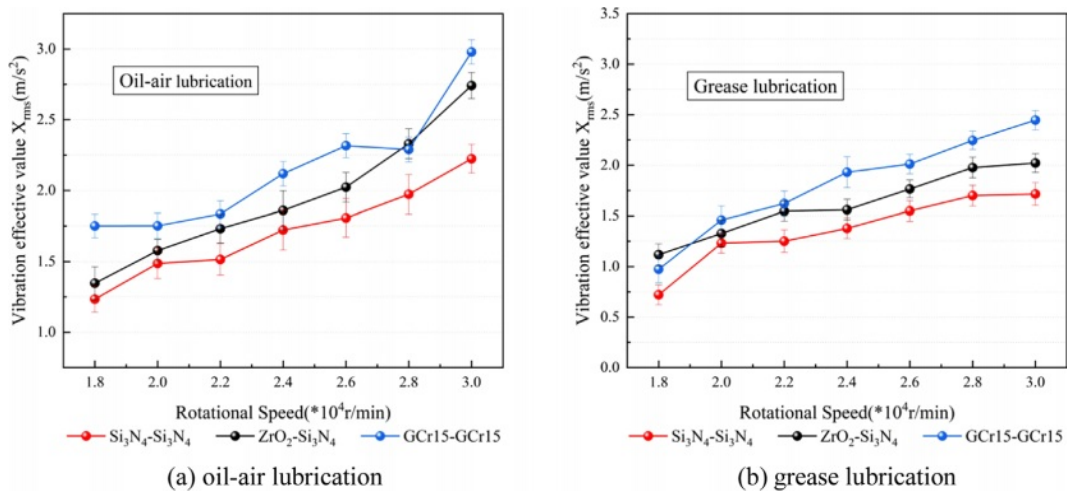 Vibration effective value Xrms(m/s²)
3.0
2.5
2.0
1.5
1.0
Oil-air lubrication
1.8 2.0 2.2 2.4 2.6 2.8 3.0
Rotational Speed(*10⁴r/min)
Si₃N₄-Si₃N₄ ZrO₂-Si₃N₄ GCr15-GCr15
(a) oil-air lubrication
Vibration effective value Xrms(m/s²)
3.5
3.0
2.5
2.0
1.5
1.0
0.5
0.0
Grease lubrication
1.8 2.0 2.2 2.4 2.6 2.8 3.0
Rotational Speed(*10⁴r/min)
Si₃N₄-Si₃N₄ ZrO₂-Si₃N₄ GCr15-GCr15
(b) grease lubrication